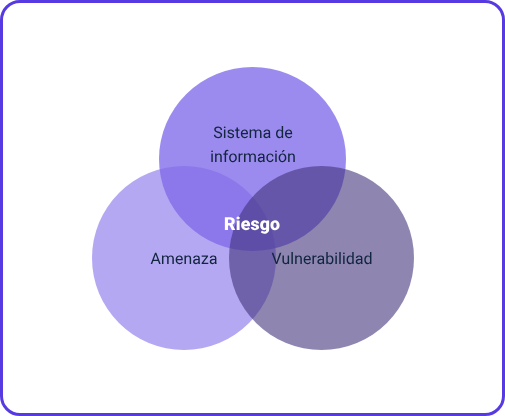 Sistema de
información
Riesgo
Amenaza
Vulnerabilidad